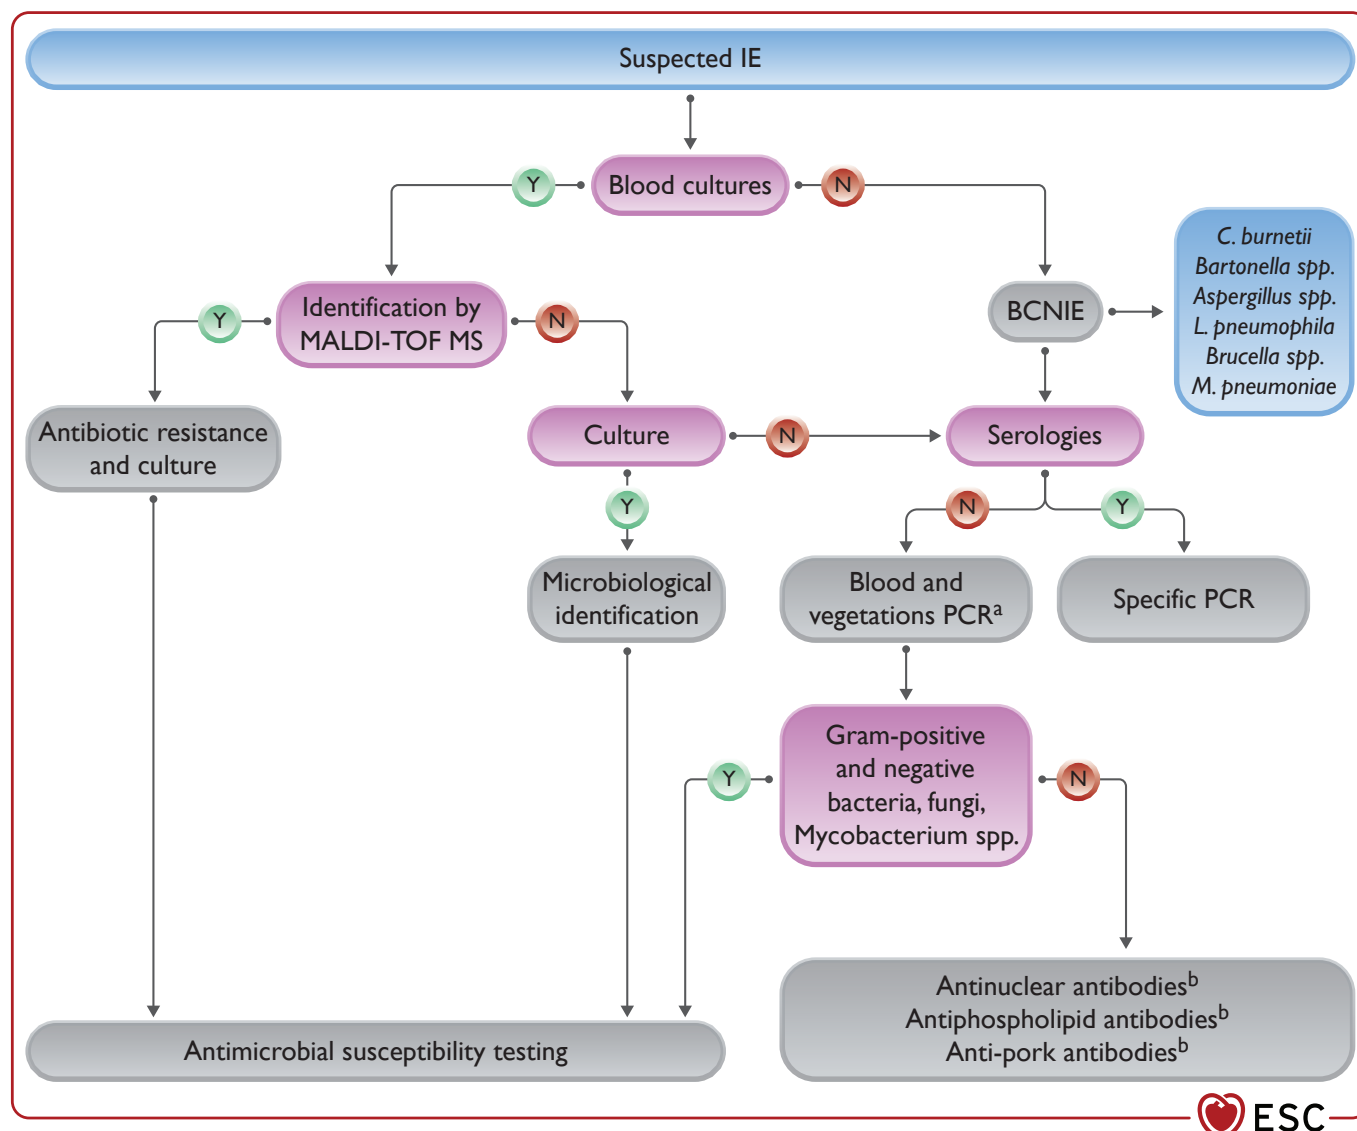 Suspected IE
Y
Blood cultures
N
C. burnetii
Bartonella spp.
Aspergillus spp.
L. pneumophila
Brucella spp.
M. pneumoniae
Y
Identification by
MALDI-TOF MS
N
BCNIE
Antibiotic resistance
and culture
Culture
N
Serologies
Y
N
Y
Microbiological
identification
Blood and
vegetations PCRᵃ
Specific PCR
Gram-positive
and negative
bacteria, fungi,
Mycobacterium spp.
Y
N
Antinuclear antibodiesᵇ
Antiphospholipid antibodiesᵇ
Anti-pork antibodiesᵇ
Antimicrobial susceptibility testing
ESC